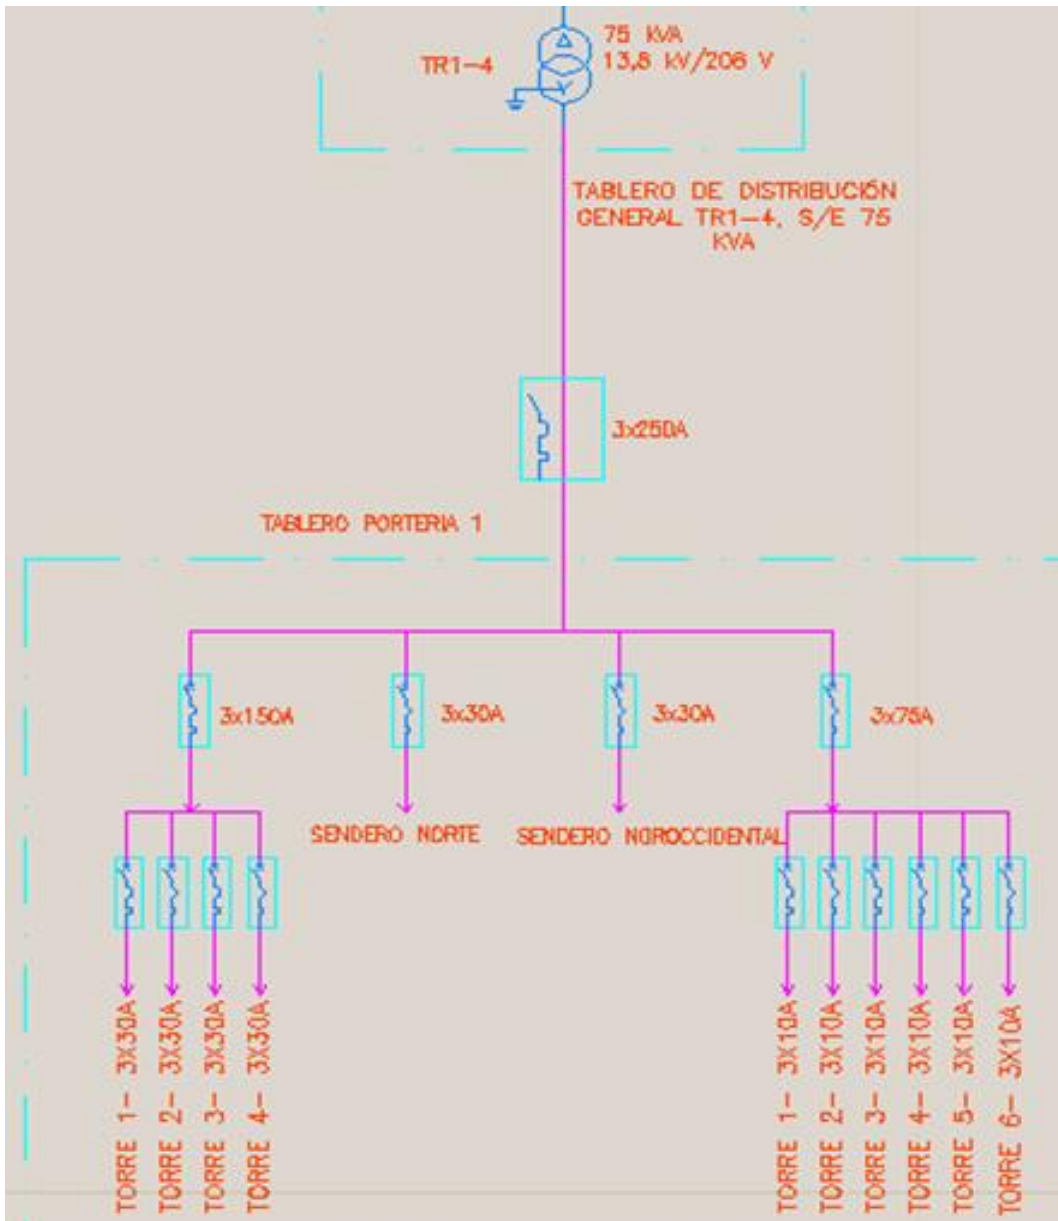 TR1-4
75 KVA
13,8 kV/208 V
TABLERO DE DISTRIBUCIÓN
GENERAL TR1-4, S/E 75
KVA
3x250A
TABLERO PORTERIA 1
3x150A
3x30A
3x30A
3x75A
SENDERO NORTE
SENDERO NOROCCIDENTAL
TORRE 1- 3X30A
TORRE 2- 3X30A
TORRE 3- 3X30A
TORRE 4- 3X30A
TORRE 1- 3X10A
TORRE 2- 3X10A
TORRE 3- 3X10A
TORRE 4- 3X10A
TORRE 5- 3X10A
TORRE 6- 3X10A